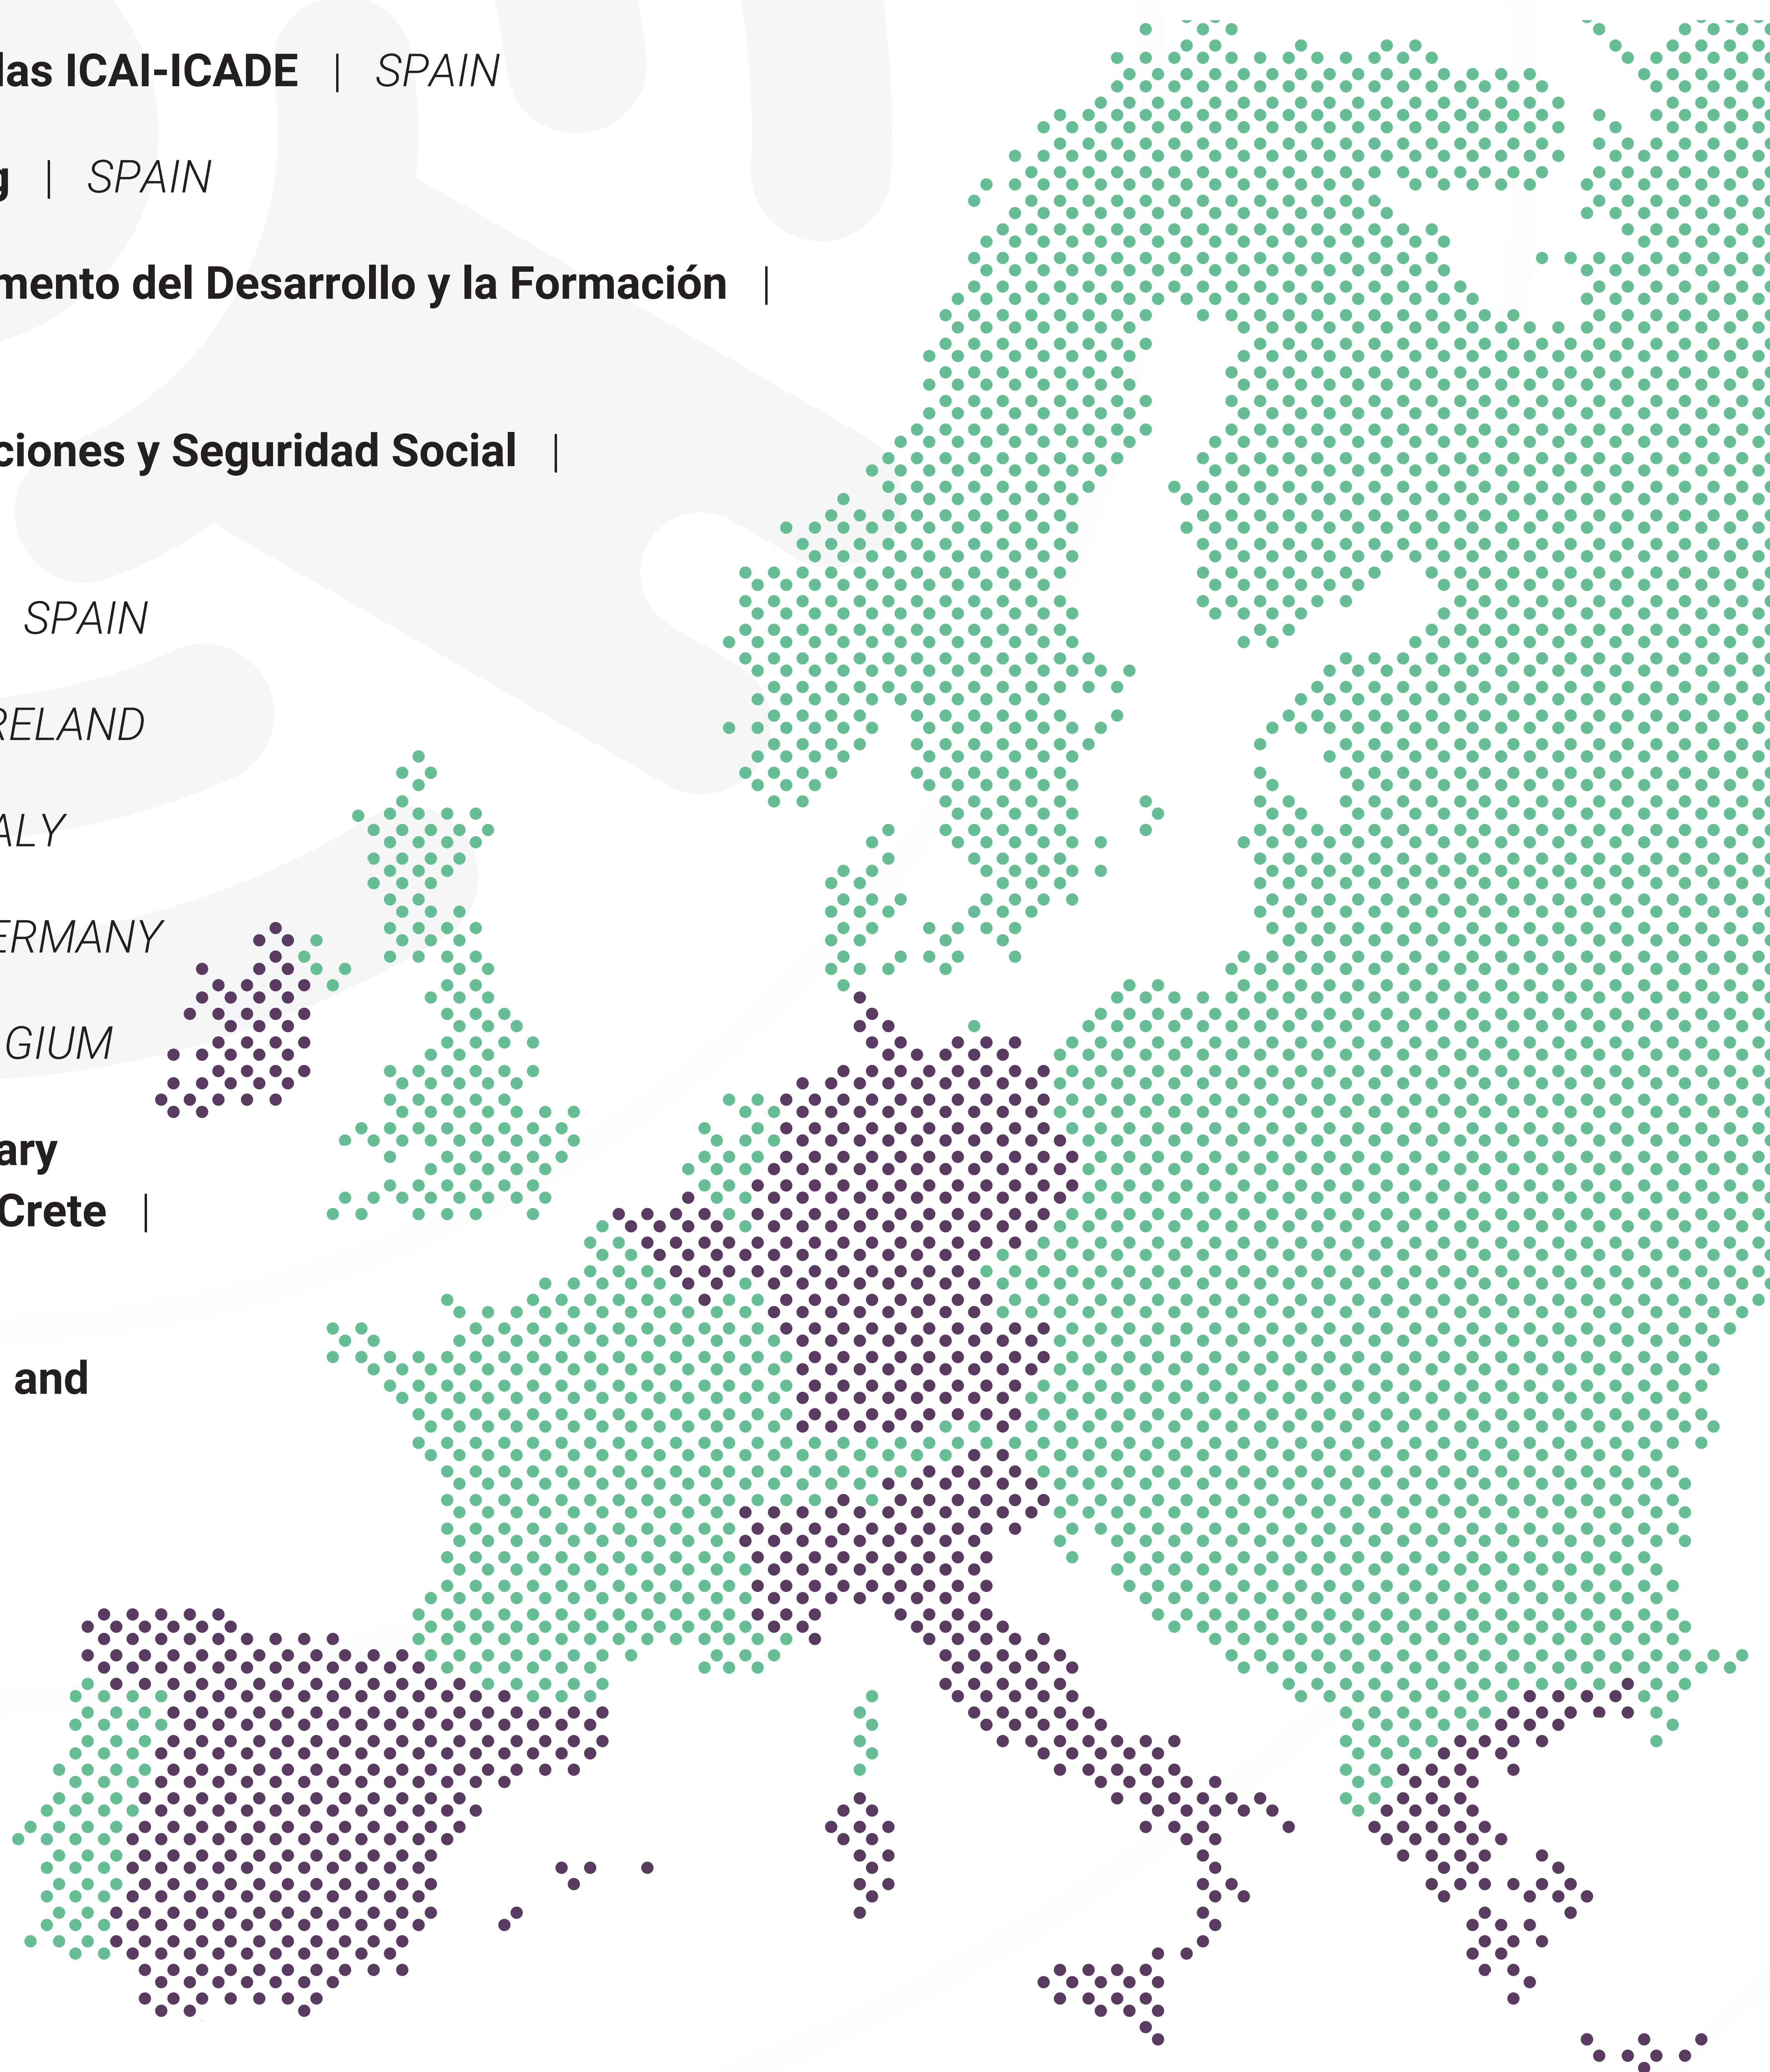 las ICAI-ICADE | SPAIN
g | SPAIN
mento del Desarrollo y la Formación |
ciones y Seguridad Social |
SPAIN
RELAND
ALY
ERMANY
GIUM
ary
Crete |
and